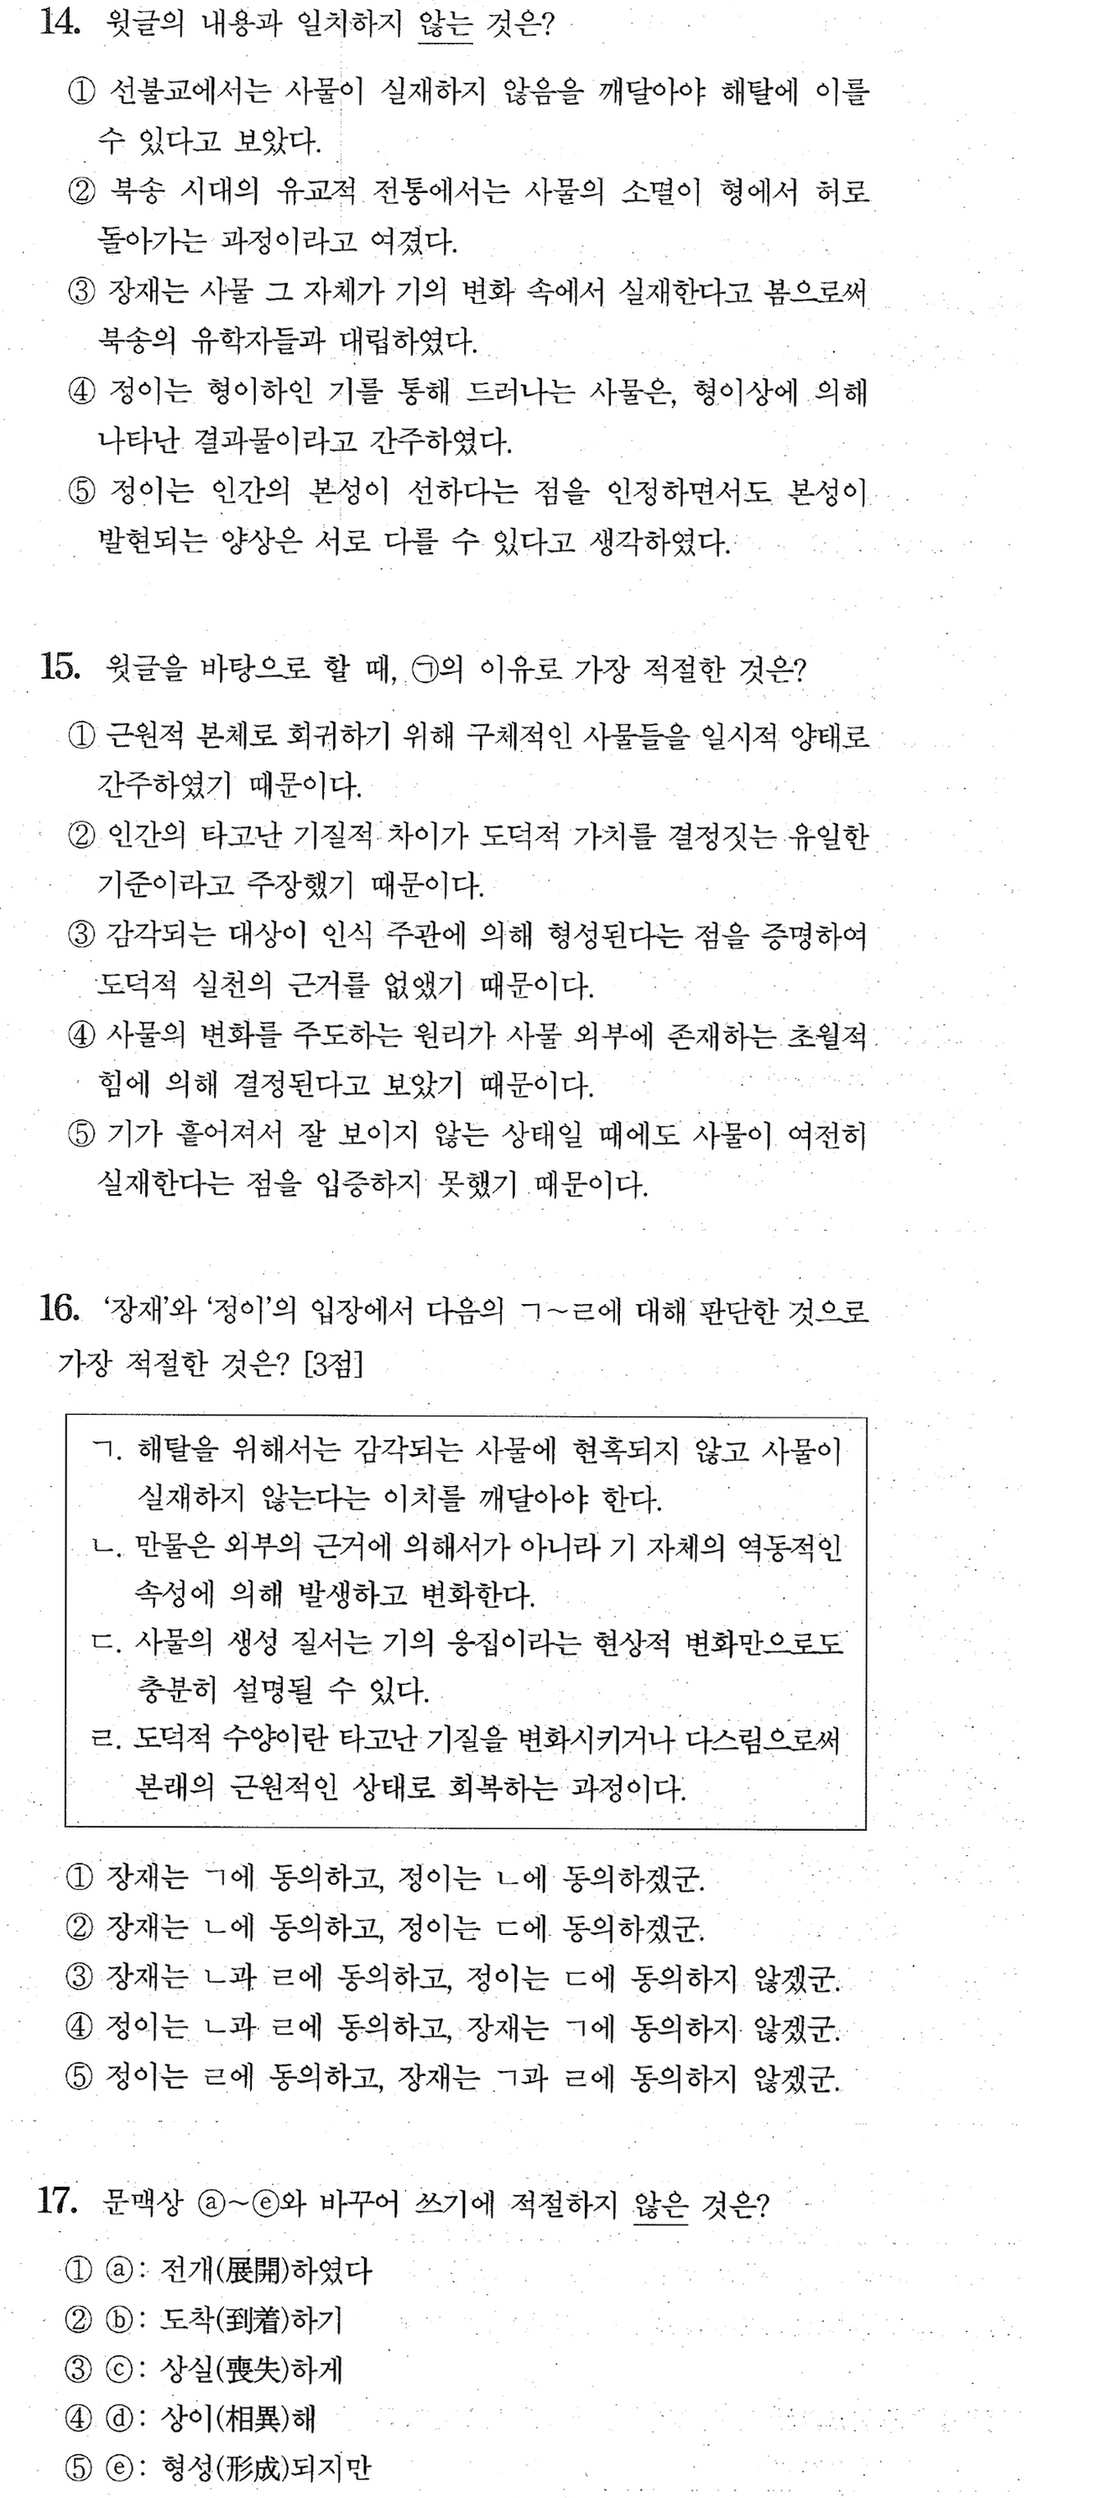 14. 윗글의 내용과 일치하지 않는 것은?
① 선불교에서는 사물이 실재하지 않음을 깨달아야 해탈에 이를
수 있다고 보았다.
② 북송 시대의 유교적 전통에서는 사물의 소멸이 형에서 허로
돌아가는 과정이라고 여겼다.
③ 장재는 사물 그 자체가 기의 변화 속에서 실재한다고 봄으로써
북송의 유학자들과 대립하였다.
④ 정이는 형이하인 기를 통해 드러나는 사물은, 형이상에 의해
나타난 결과물이라고 간주하였다.
⑤ 정이는 인간의 본성이 선하다는 점을 인정하면서도 본성이
발현되는 양상은 서로 다를 수 있다고 생각하였다.
15. 윗글을 바탕으로 할 때, ㉠의 이유로 가장 적절한 것은?
① 근원적 본체로 회귀하기 위해 구체적인 사물들을 일시적 양태로
간주하였기 때문이다.
② 인간의 타고난 기질적 차이가 도덕적 가치를 결정짓는 유일한
기준이라고 주장했기 때문이다.
③ 감각되는 대상이 인식 주관에 의해 형성된다는 점을 증명하여
도덕적 실천의 근거를 없앴기 때문이다.
④ 사물의 변화를 주도하는 원리가 사물 외부에 존재하는 초월적
힘에 의해 결정된다고 보았기 때문이다.
⑤ 기가 흩어져서 잘 보이지 않는 상태일 때에도 사물이 여전히
실재한다는 점을 입증하지 못했기 때문이다.
16. ‘장재’와 ‘정이’의 입장에서 다음의 ㄱ~ㄹ에 대해 판단한 것으로
가장 적절한 것은? [3점]
ㄱ. 해탈을 위해서는 감각되는 사물에 현혹되지 않고 사물이
실재하지 않는다는 이치를 깨달아야 한다.
ㄴ. 만물은 외부의 근거에 의해서가 아니라 기 자체의 역동적인
속성에 의해 발생하고 변화한다.
ㄷ. 사물의 생성 질서는 기의 응집이라는 현상적 변화만으로도
충분히 설명될 수 있다.
ㄹ. 도덕적 수양이란 타고난 기질을 변화시키거나 다스림으로써
본래의 근원적인 상태로 회복하는 과정이다.
① 장재는 ㄱ에 동의하고, 정이는 ㄴ에 동의하겠군.
② 장재는 ㄴ에 동의하고, 정이는 ㄷ에 동의하겠군.
③ 장재는 ㄴ과 ㄹ에 동의하고, 정이는 ㄷ에 동의하지 않겠군.
④ 정이는 ㄴ과 ㄹ에 동의하고, 장재는 ㄱ에 동의하지 않겠군.
⑤ 정이는 ㄹ에 동의하고, 장재는 ㄱ과 ㄹ에 동의하지 않겠군.
17. 문맥상 ⓐ~ⓔ와 바꾸어 쓰기에 적절하지 않은 것은?
① ⓐ: 전개(展開)하였다
② ⓑ: 도착(到着)하기
③ ⓒ: 상실(喪失)하게
④ ⓓ: 상이(相異)해
⑤ ⓔ: 형성(形成)되지만